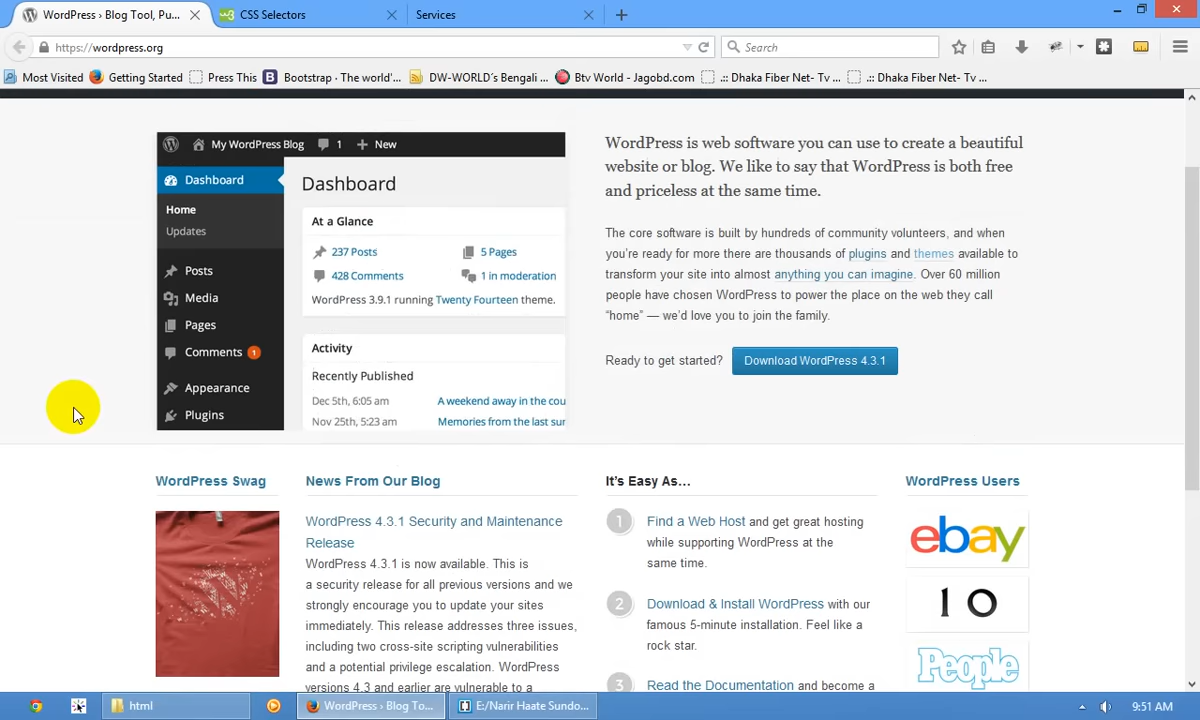 WordPress › Blog Tool, Pu...
CSS Selectors
Services
https://wordpress.org
Search
Most Visited
Getting Started
Press This
Bootstrap · The world'...
DW-WORLD´s Bengali ...
Btv World - Jagobd.com
.:: Dhaka Fiber Net- Tv ...
.:: Dhaka Fiber Net- Tv ...
My WordPress Blog 1 New
Dashboard
Home
Updates
Posts
Media
Pages
Comments 1
Appearance
Plugins
Dashboard
At a Glance
237 Posts 5 Pages
428 Comments 1 in moderation
WordPress 3.9.1 running Twenty Fourteen theme.
Activity
Recently Published
Dec 5th, 6:05 am A weekend away in the cou
Nov 25th, 5:23 am Memories from the last sur
WordPress is web software you can use to create a beautiful
website or blog. We like to say that WordPress is both free
and priceless at the same time.
The core software is built by hundreds of community volunteers, and when
you’re ready for more there are thousands of plugins and themes available to
transform your site into almost anything you can imagine. Over 60 million
people have chosen WordPress to power the place on the web they call
“home” — we’d love you to join the family.
Ready to get started? Download WordPress 4.3.1
WordPress Swag
News From Our Blog
WordPress 4.3.1 Security and Maintenance
Release
WordPress 4.3.1 is now available. This is
a security release for all previous versions and we
strongly encourage you to update your sites
immediately. This release addresses three issues,
including two cross-site scripting vulnerabilities
and a potential privilege escalation. WordPress
versions 4.3 and earlier are vulnerable to a
It’s Easy As…
1 Find a Web Host and get great hosting
while supporting WordPress at the
same time.
2 Download & Install WordPress with our
famous 5-minute installation. Feel like a
rock star.
3 Read the Documentation and become a
WordPress Users
ebay
10
People
html
WordPress › Blog To...
E:/Narir Haate Sundo...
9:51 AM